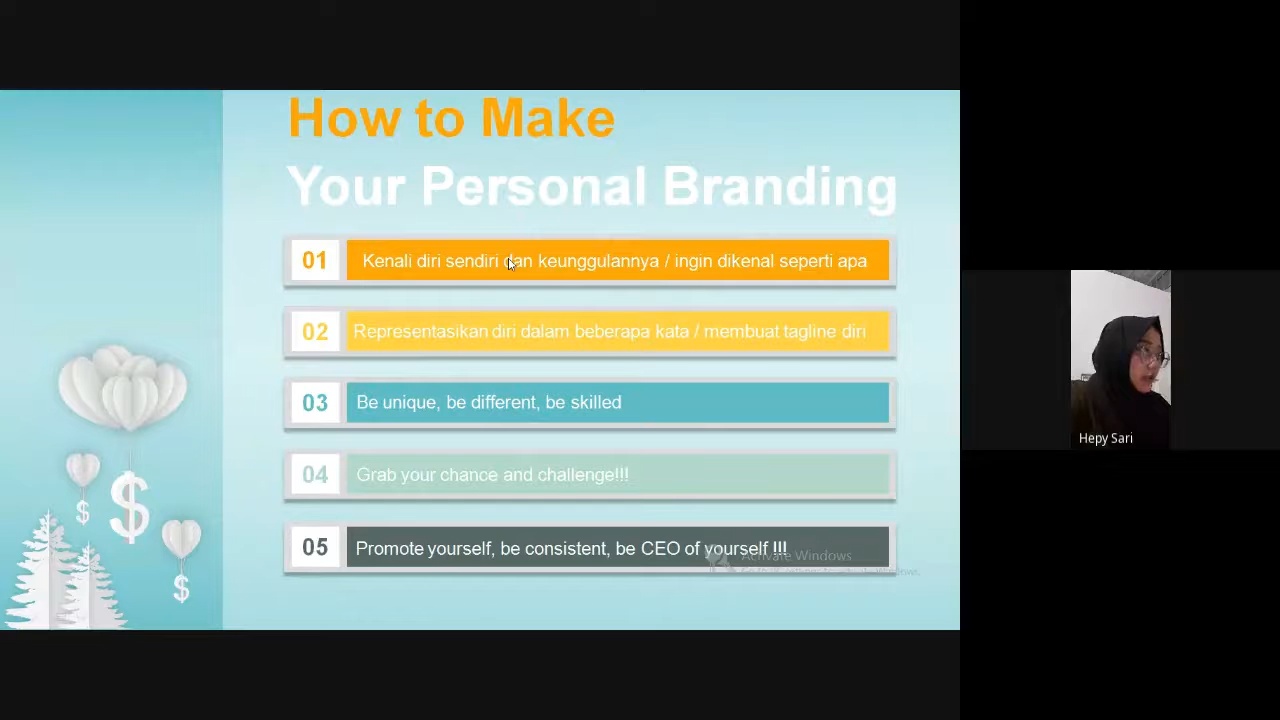 How to Make
Your Personal Branding
01 Kenali diri sendiri dan keunggulannya / ingin dikenal seperti apa
02 Representasikan diri dalam beberapa kata / membuat tagline diri
03 Be unique, be different, be skilled
04 Grab your chance and challenge!!!
05 Promote yourself, be consistent, be CEO of yourself !!!
Activate Windows
Hepy Sari
$
$
$